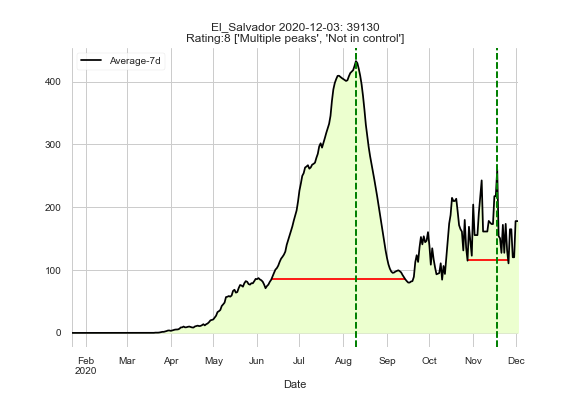 El_Salvador 2020-12-03: 39130
Rating:8 ['Multiple peaks', 'Not in control']
Average-7d
400
300
200
100
0
Feb Mar Apr May Jun Jul Aug Sep Oct Nov Dec
2020
Date